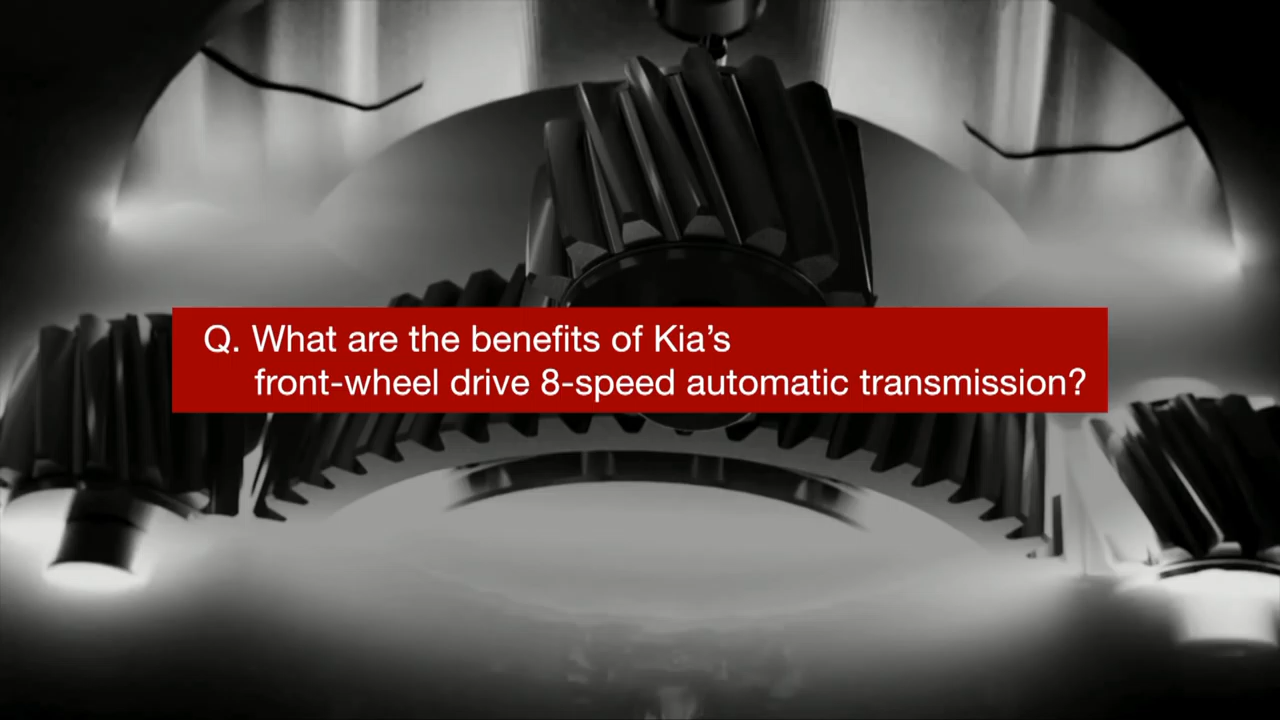 Q. What are the benefits of Kia’s
front-wheel drive 8-speed automatic transmission?